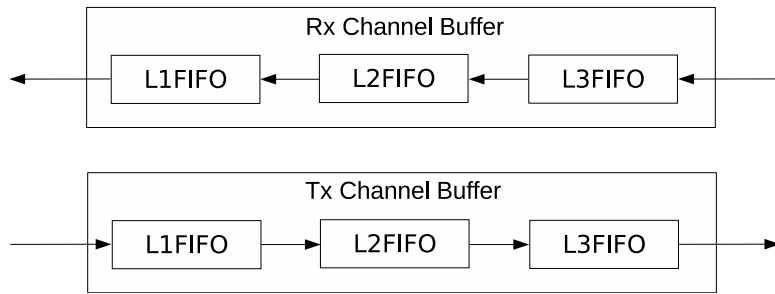 Rx Channel Buffer
L1FIFO L2FIFO L3FIFO
Tx Channel Buffer
L1FIFO L2FIFO L3FIFO